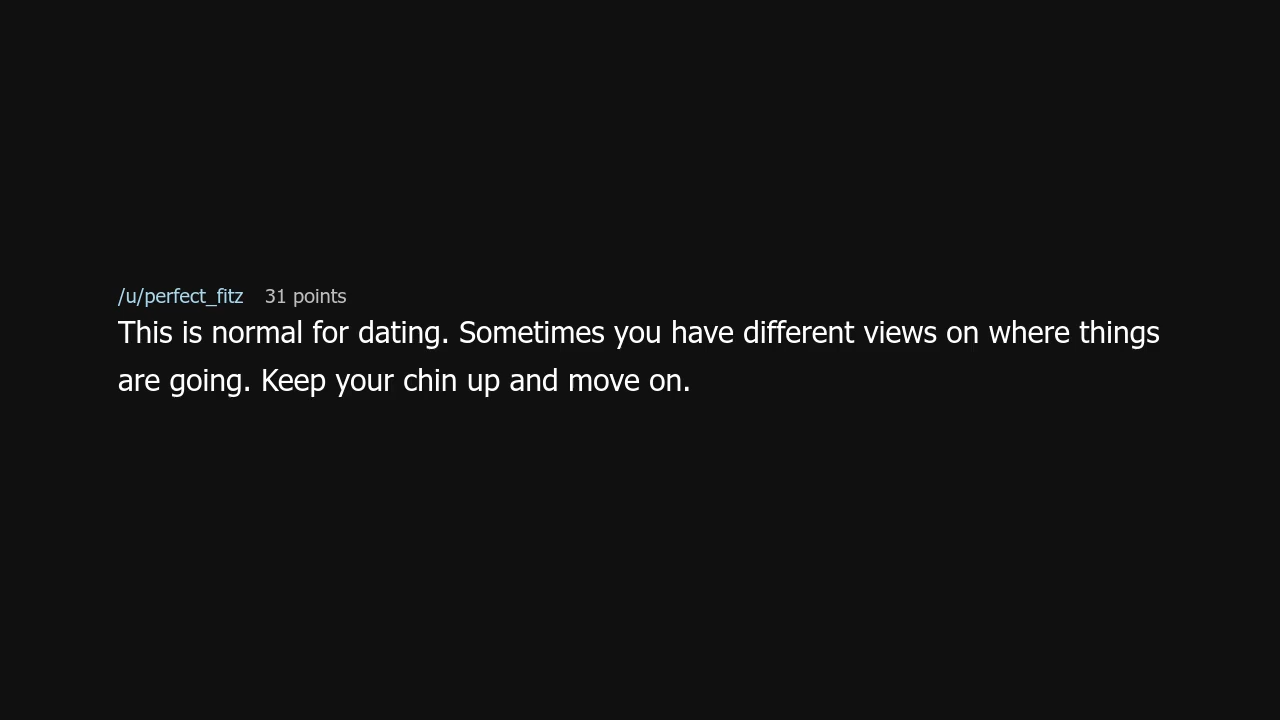 /u/perfect_fitz 31 points
This is normal for dating. Sometimes you have different views on where things
are going. Keep your chin up and move on.